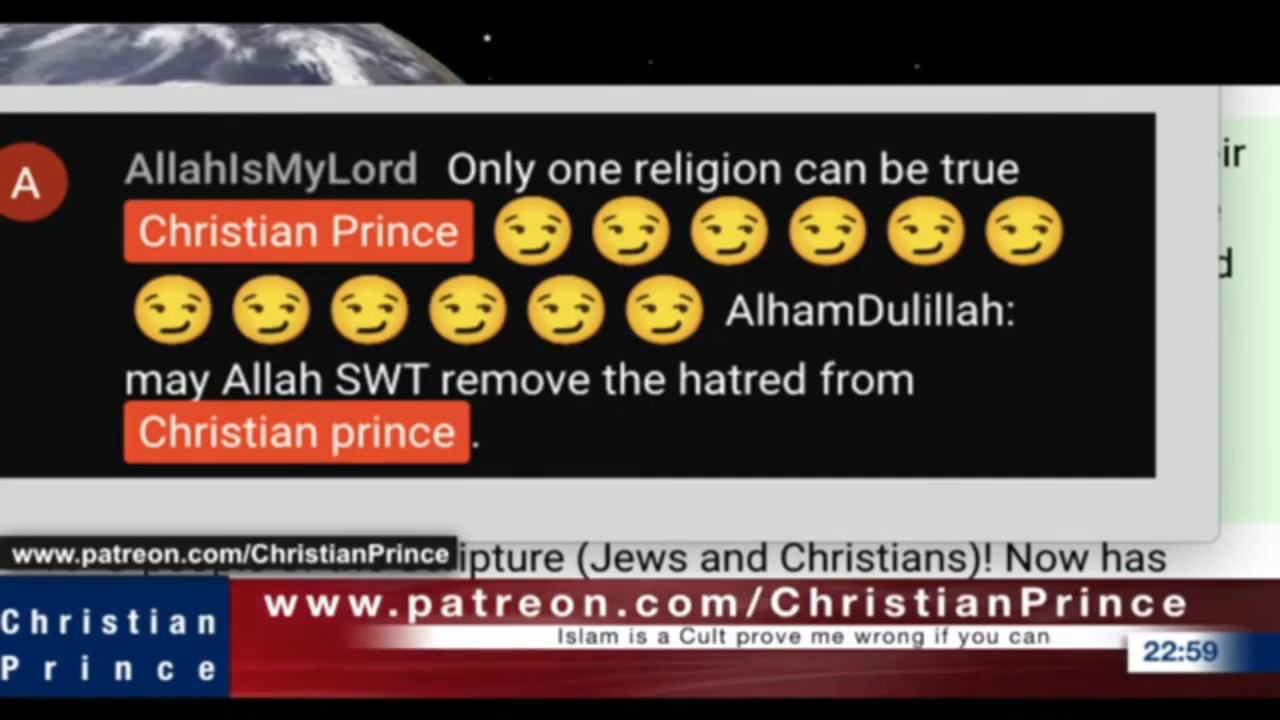 A
AllahIsMyLord Only one religion can be true
Christian Prince 😏 😏 😏 😏 😏 😏
😏 😏 😏 😏 😏 😏 AlhamDulillah:
may Allah SWT remove the hatred from
Christian prince .
ir
d
www.patreon.com/ChristianPrince
(Jews and Christians)! Now has
www.patreon.com/ChristianPrince
Islam is a Cult prove me wrong if you can
Christian
Prince
22:59